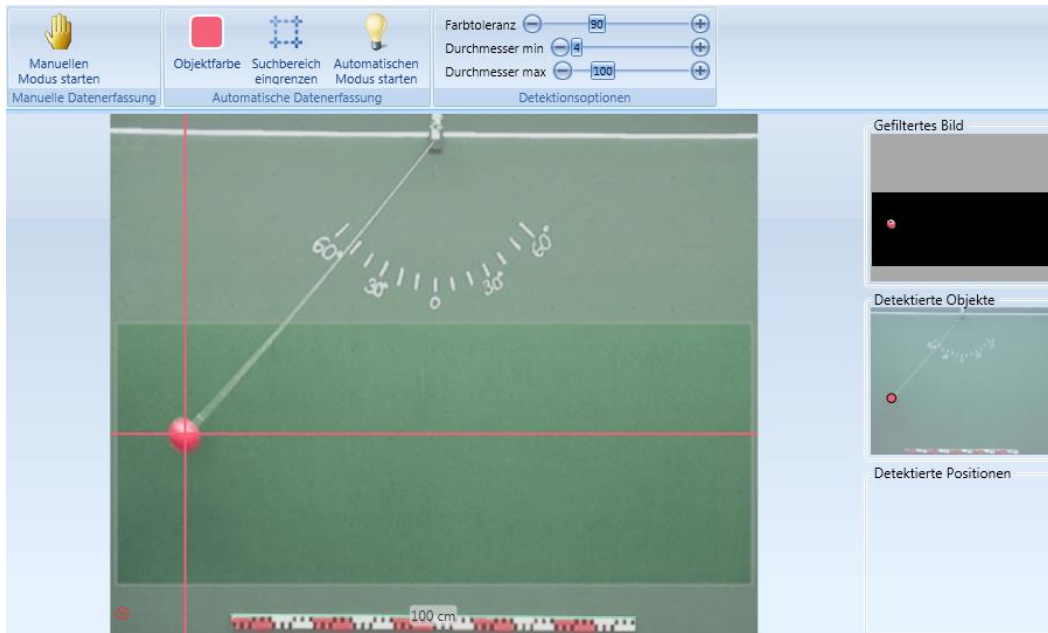 Manuellen
Modus starten
Manuelle Datenerfassung
Objektfarbe
Suchbereich
eingrenzen
Automatischen
Modus starten
Automatische Datenerfassung
Farbtoleranz 90
Durchmesser min 4
Durchmesser max 100
Detektionsoptionen
60°
30°
0
30°
60°
100 cm
Gefiltertes Bild
Detektierte Objekte
Detektierte Positionen